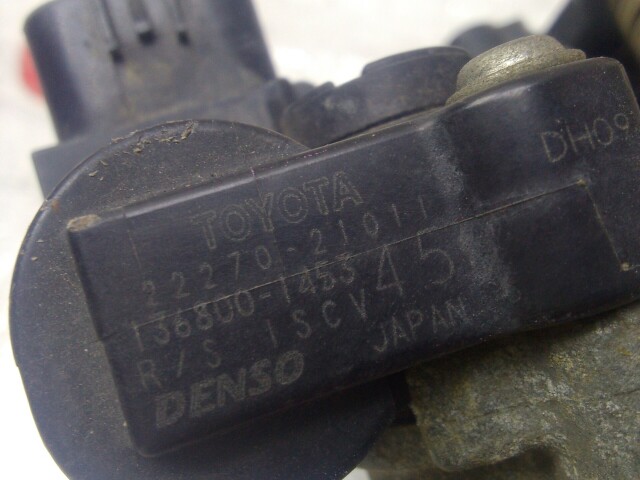 TOYOTA
22270-21011
136800-1453
45
R/S ISCV
JAPAN
DENSO
DH09